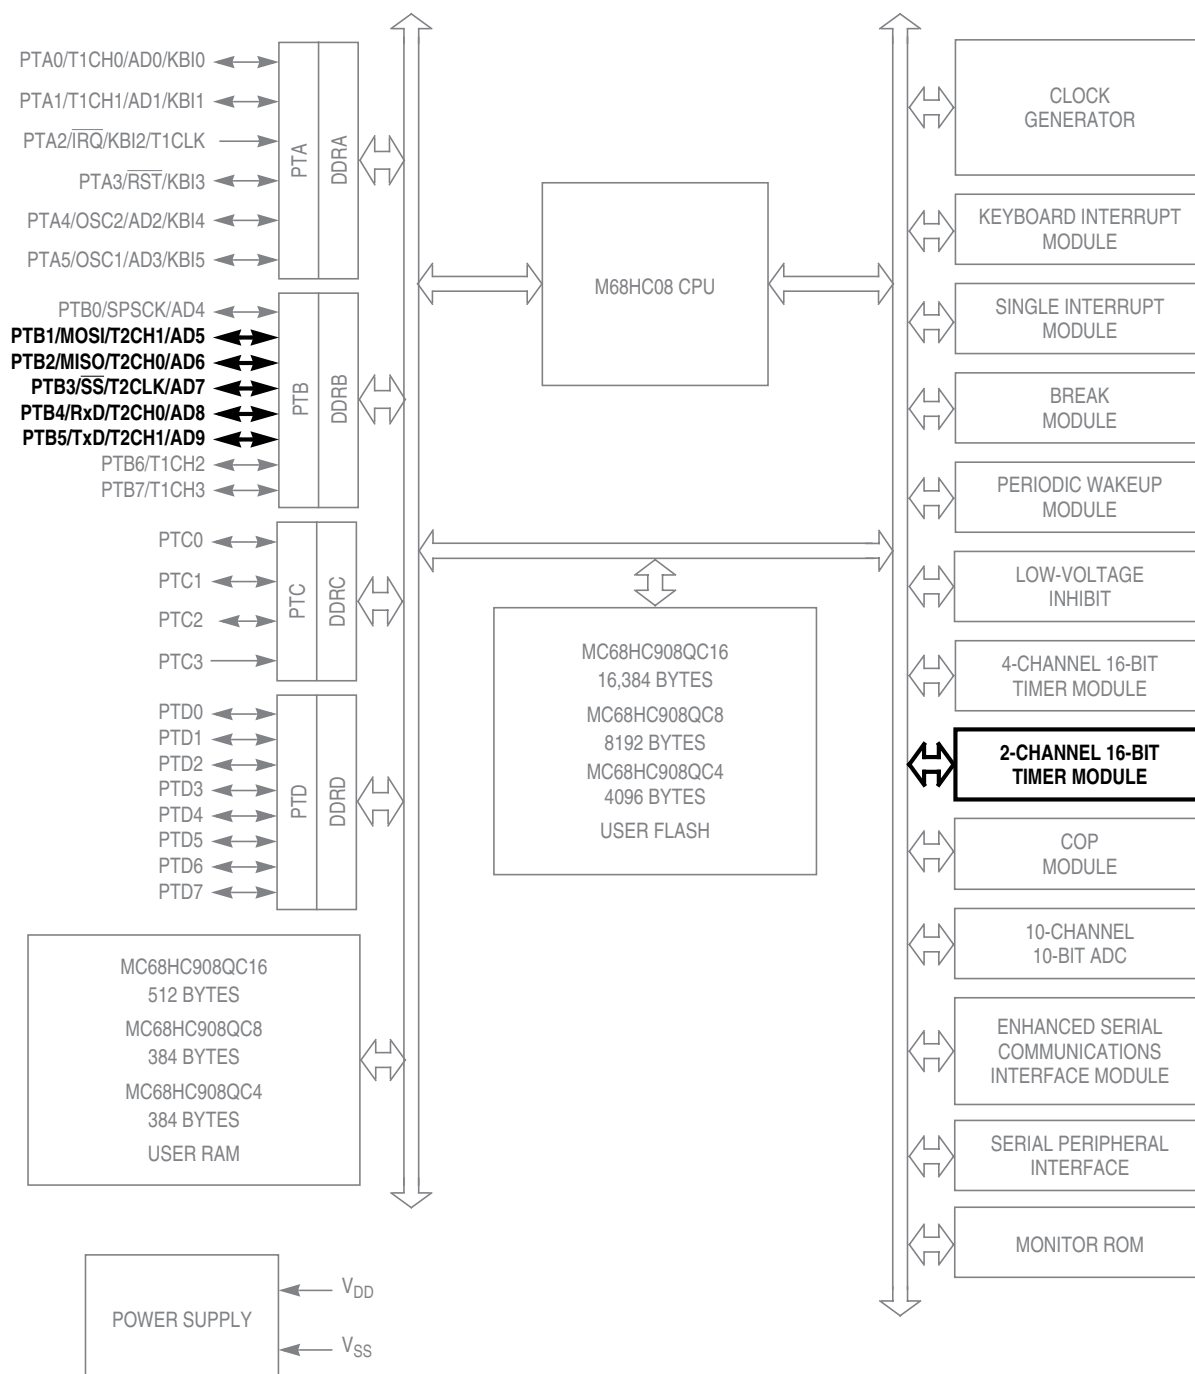 PTA0/T1CH0/AD0/KBI0
PTA1/T1CH1/AD1/KBI1
PTA2/IRQ/KBI2/T1CLK
PTA3/RST/KBI3
PTA4/OSC2/AD2/KBI4
PTA5/OSC1/AD3/KBI5
PTA
DDRA
PTB0/SPSCK/AD4
PTB1/MOSI/T2CH1/AD5
PTB2/MISO/T2CH0/AD6
PTB3/SS/T2CLK/AD7
PTB4/RxD/T2CH0/AD8
PTB5/TxD/T2CH1/AD9
PTB6/T1CH2
PTB7/T1CH3
PTB
DDRB
PTC0
PTC1
PTC2
PTC3
PTC
DDRC
PTD0
PTD1
PTD2
PTD3
PTD4
PTD5
PTD6
PTD7
PTD
DDRD
MC68HC908QC16
512 BYTES
MC68HC908QC8
384 BYTES
MC68HC908QC4
384 BYTES
USER RAM
POWER SUPPLY
VDD
VSS
M68HC08 CPU
MC68HC908QC16
16,384 BYTES
MC68HC908QC8
8192 BYTES
MC68HC908QC4
4096 BYTES
USER FLASH
CLOCK
GENERATOR
KEYBOARD INTERRUPT
MODULE
SINGLE INTERRUPT
MODULE
BREAK
MODULE
PERIODIC WAKEUP
MODULE
LOW-VOLTAGE
INHIBIT
4-CHANNEL 16-BIT
TIMER MODULE
2-CHANNEL 16-BIT
TIMER MODULE
COP
MODULE
10-CHANNEL
10-BIT ADC
ENHANCED SERIAL
COMMUNICATIONS
INTERFACE MODULE
SERIAL PERIPHERAL
INTERFACE
MONITOR ROM